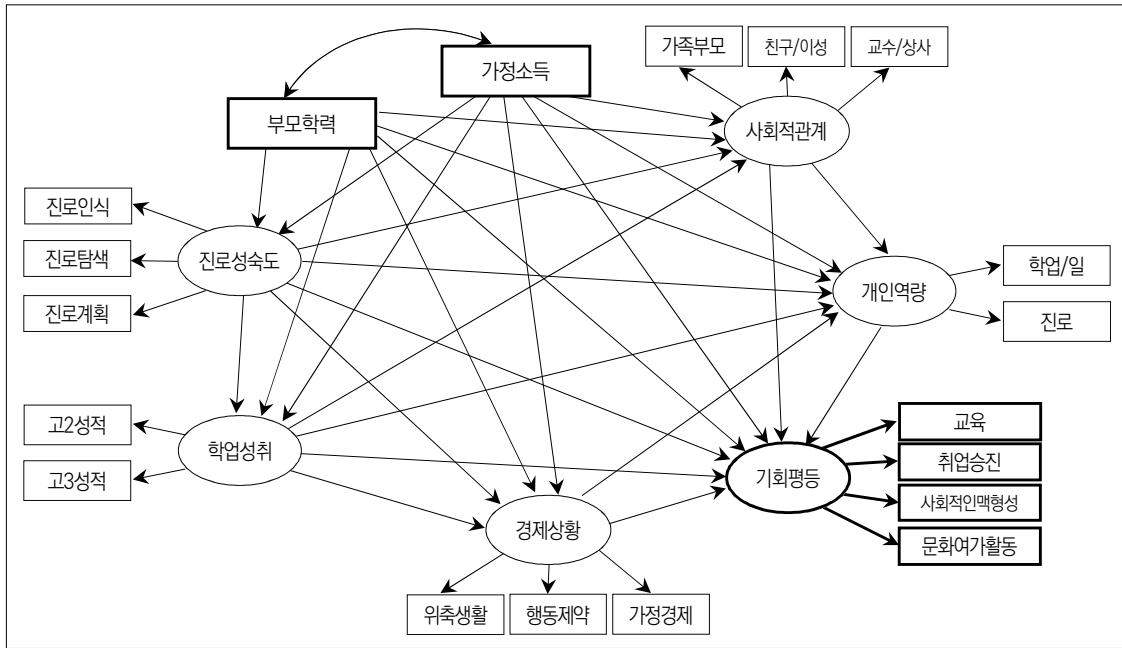 가족부모
친구/이성
교수/상사
가정소득
부모학력
사회적관계
진로인식
진로탐색
진로계획
진로성숙도
학업/일
개인역량
진로
고2성적
고3성적
학업성취
교육
취업승진
기회평등
사회적인맥형성
문화여가활동
경제상황
위축생활
행동제약
가정경제